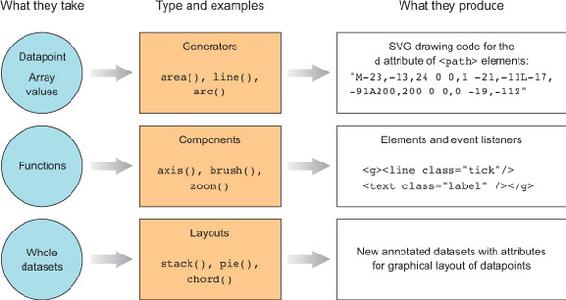 What they take
Type and examples
What they produce
Datapoint
Array
values
Generators
area(), line(),
arc()
SVG drawing code for the
d attribute of <path> elements:
"M-23,-13,24 0 0,1 -21,-11L-17,
-91A200,200 0 0,0 -19,-112"
Functions
Components
axis(), brush(),
zoom()
Elements and event listeners
<g><line class="tick"/>
<text class="label" /></g>
Whole
datasets
Layouts
stack(), pie(),
chord()
New annotated datasets with attributes
for graphical layout of datapoints